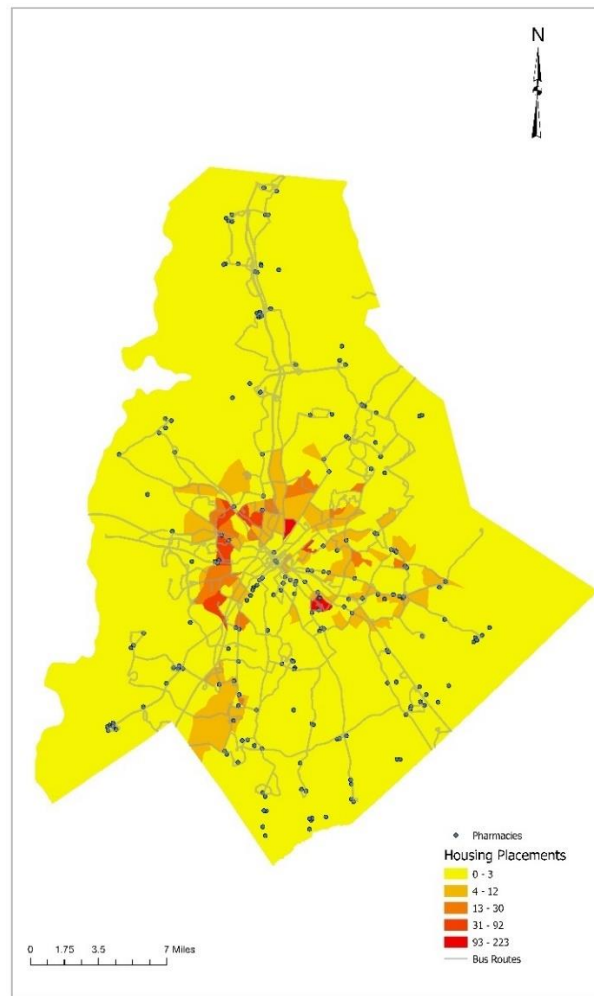 N
Pharmacies
Housing Placements
0 - 3
4 - 12
13 - 30
31 - 92
93 - 223
Bus Routes
0 1.75 3.5 7 Miles